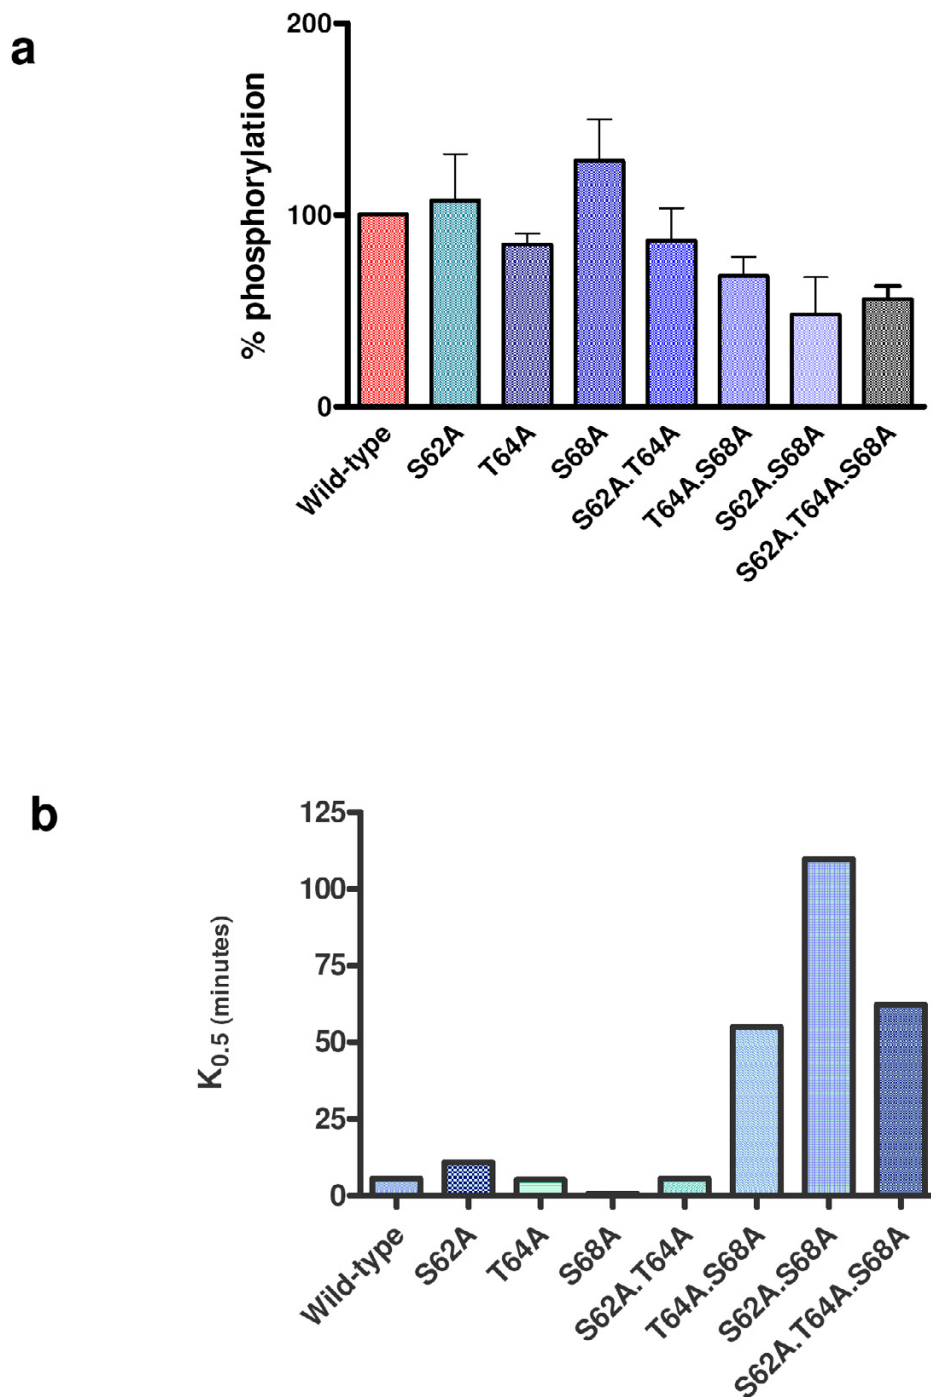 a
% phosphorylation
200
100
0
Wild-type
S62A
T64A
S68A
S62A.T64A
T64A.S68A
S62A.S68A
S62A.T64A.S68A
b
K0.5 (minutes)
125
100
75
50
25
0
Wild-type
S62A
T64A
S68A
S62A.T64A
T64A.S68A
S62A.S68A
S62A.T64A.S68A